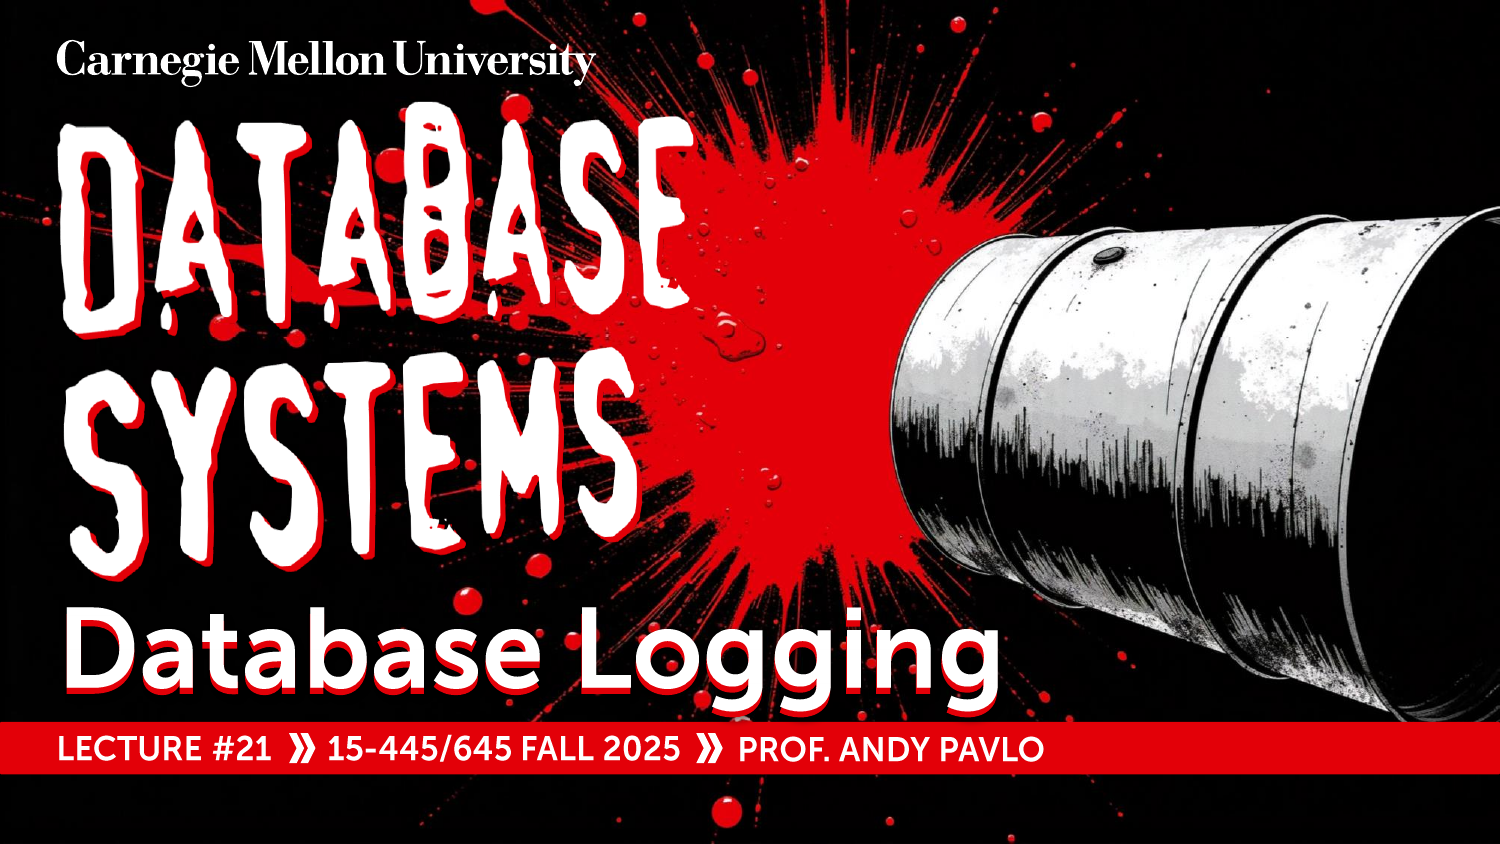 Carnegie Mellon University
DATABASE
SYSTEMS
Database Logging
LECTURE #21 » 15-445/645 FALL 2025 » PROF. ANDY PAVLO